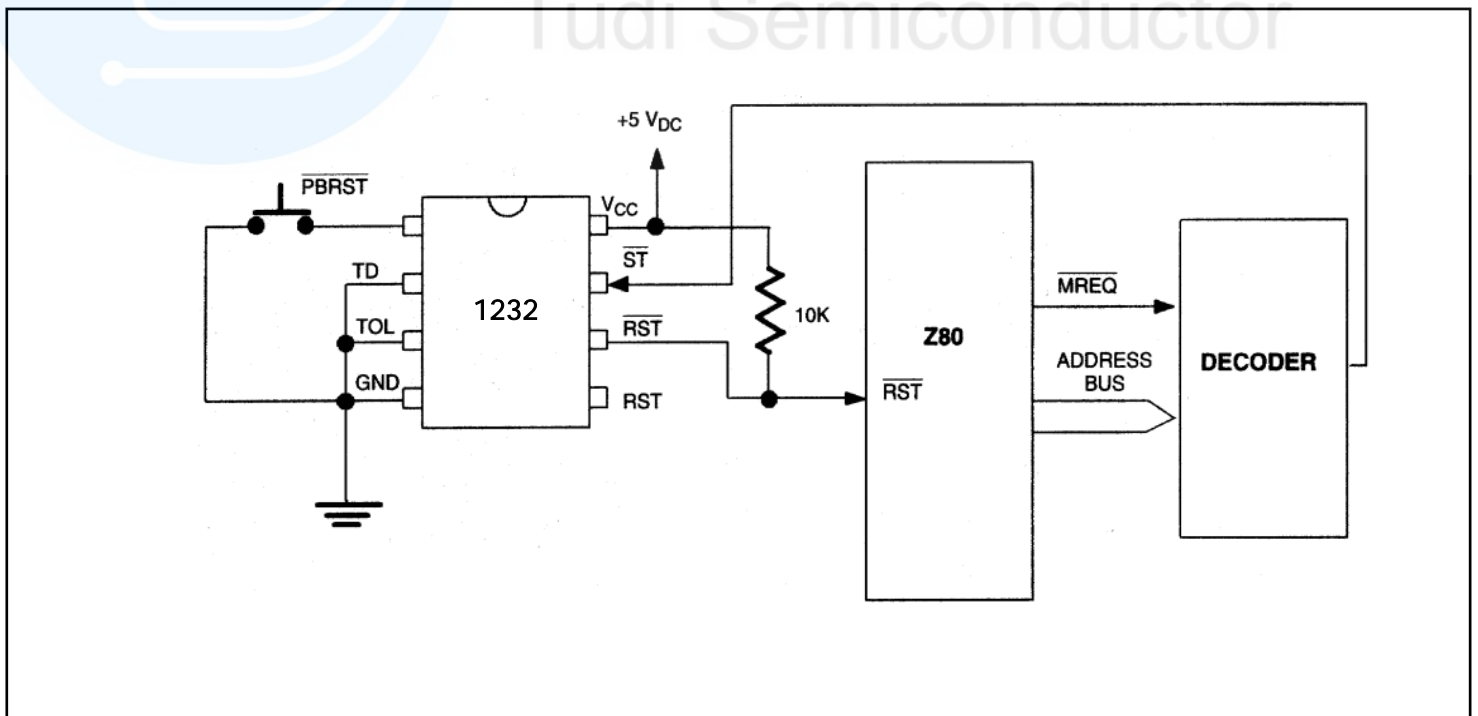 Tudi Semiconductor
+5 VDC
PBRST
VCC
TD
ST
1232
MREQ
TOL
RST
10K
Z80
ADDRESS
BUS
DECODER
GND
RST
RST